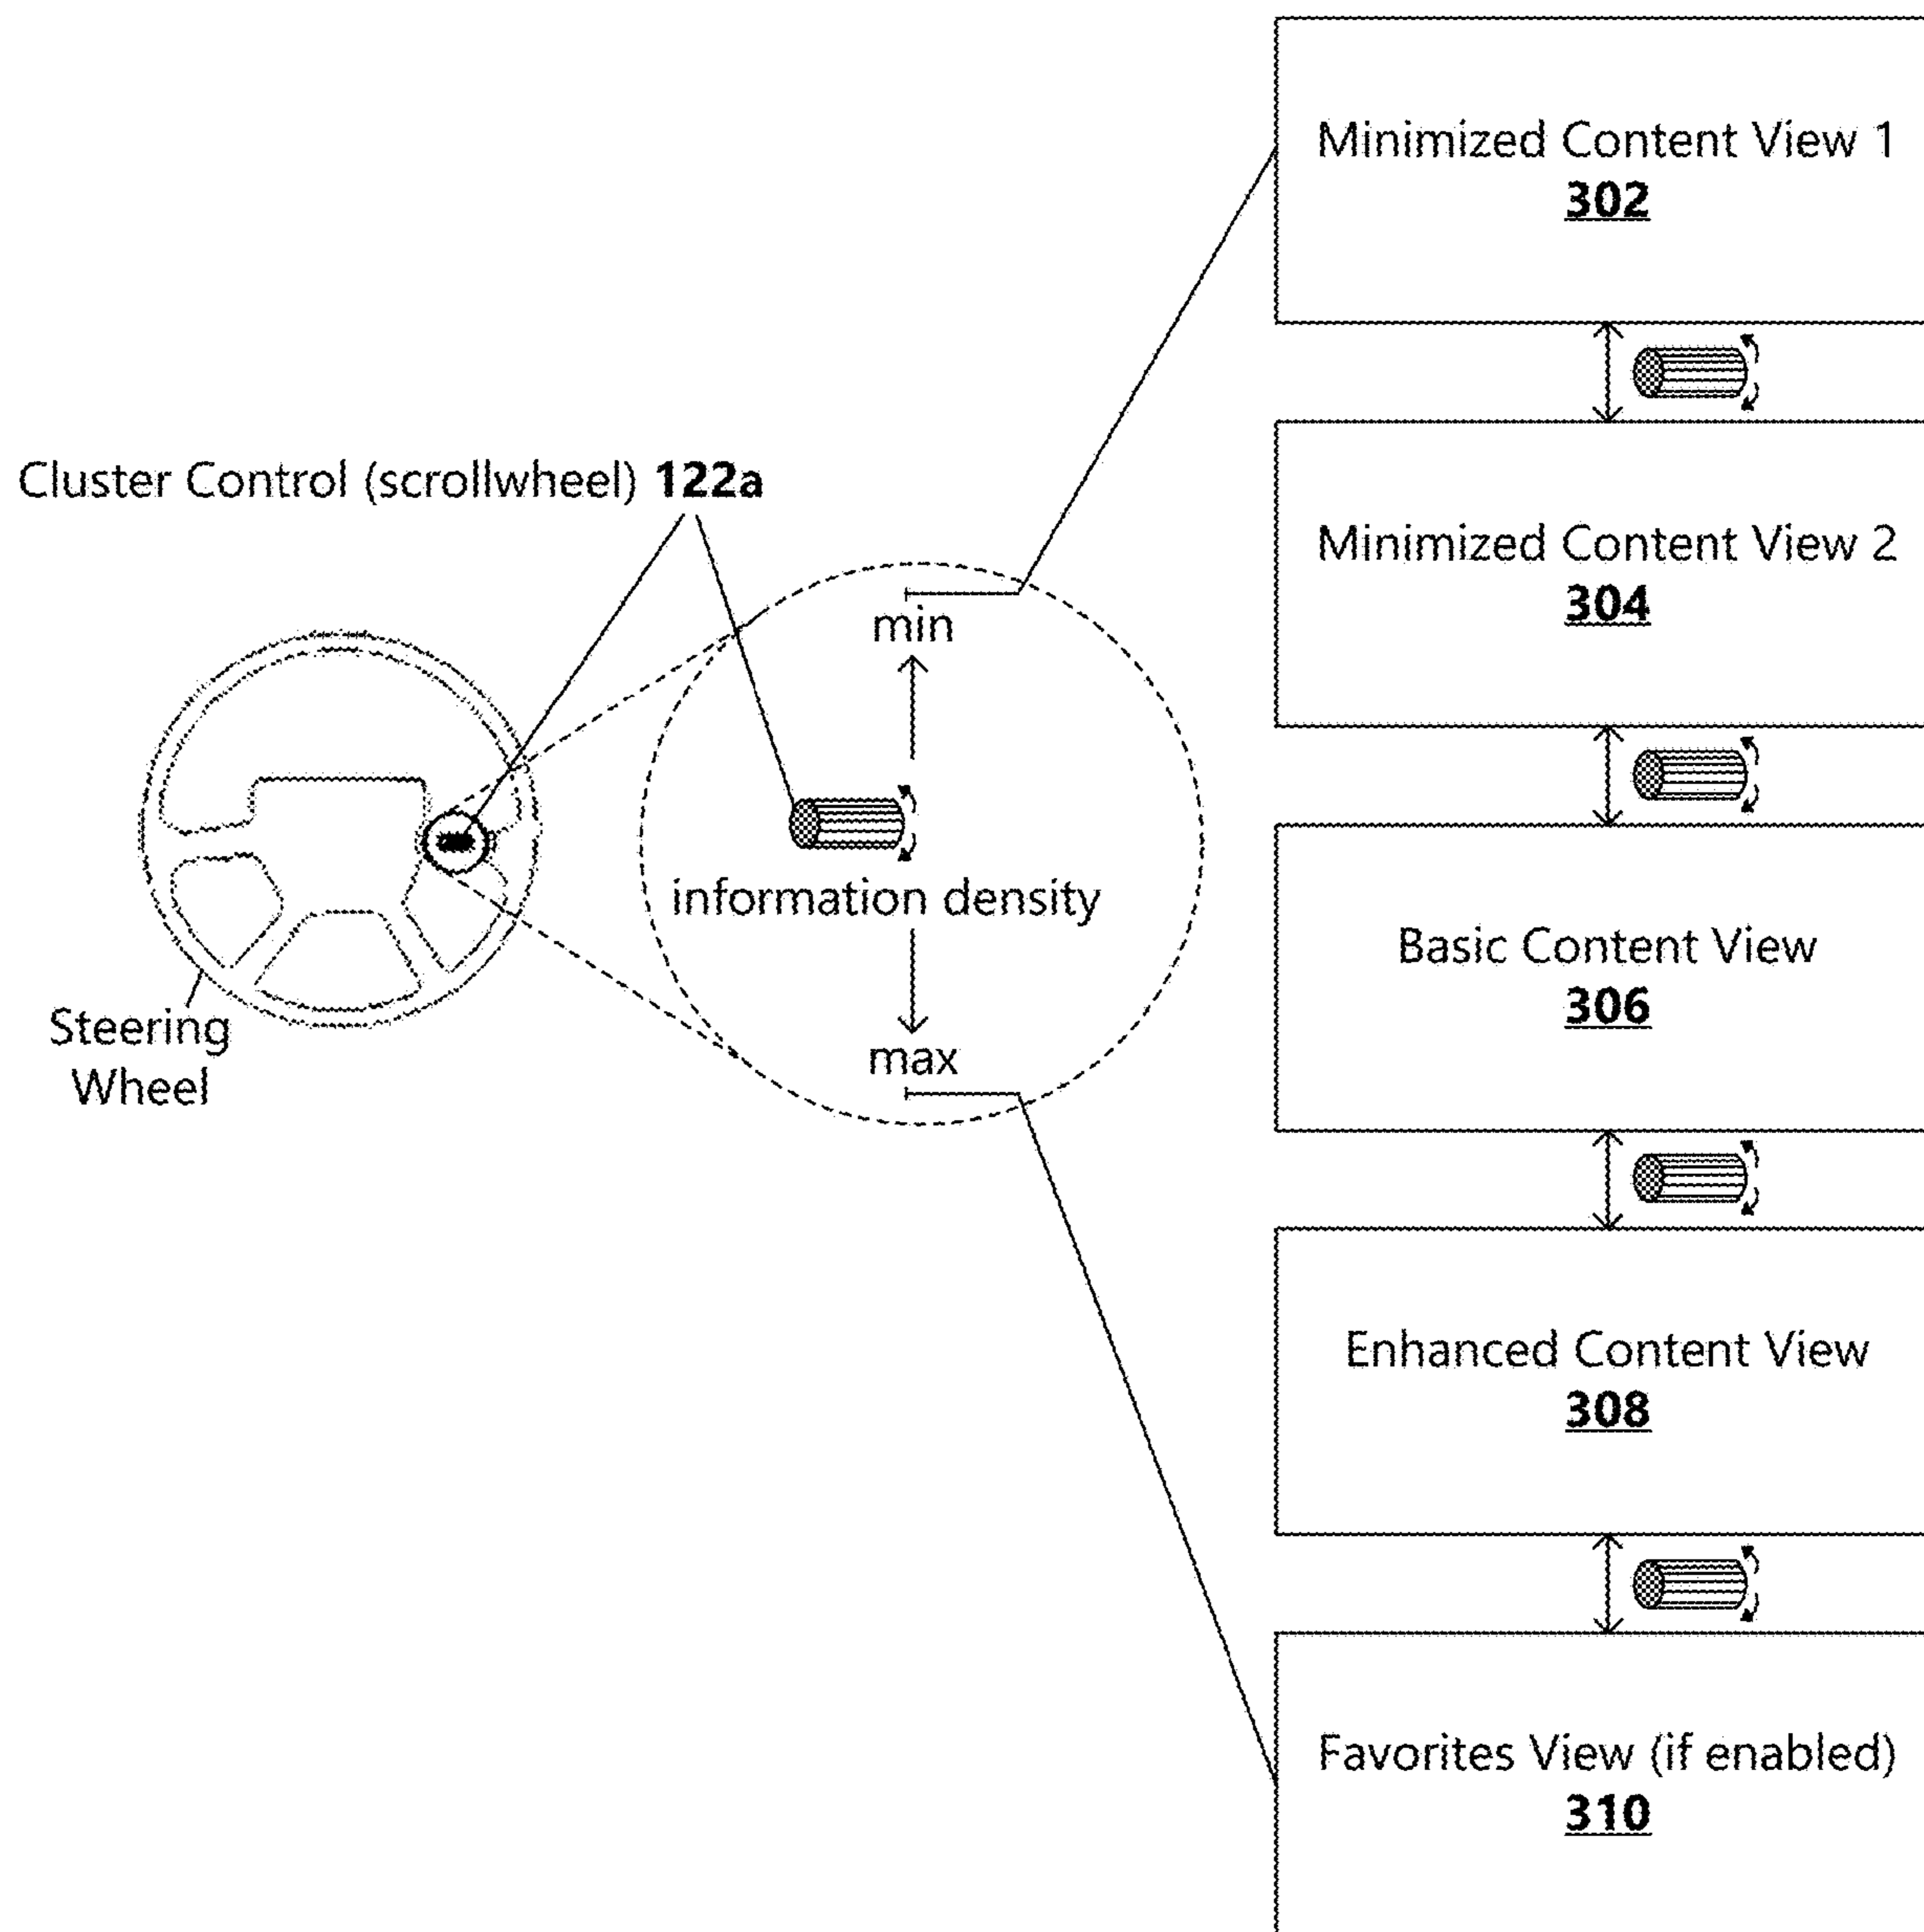 Minimized Content View 1
302
Cluster Control (scrollwheel) 122a
Minimized Content View 2
304
min
information density
max
Steering
Wheel
Basic Content View
306
Enhanced Content View
308
Favorites View (if enabled)
310